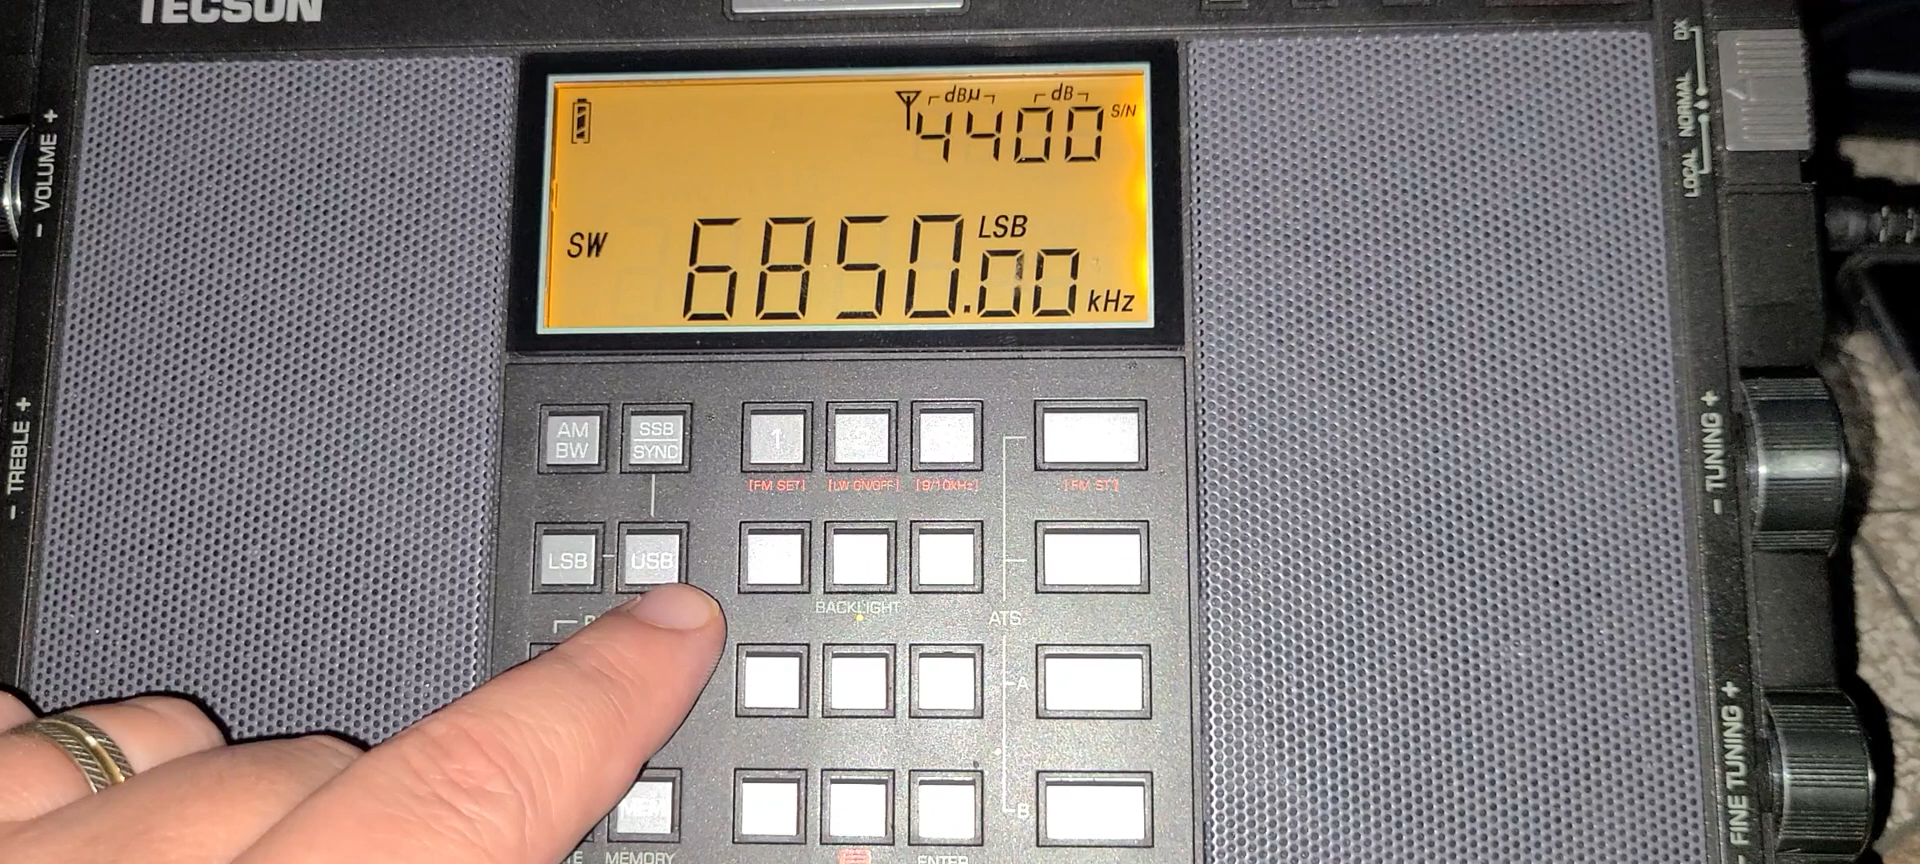 TECSUN
dBµ dB
4400 S/N
SW 6850.00 LSB kHz
- VOLUME +
- TREBLE +
LOCAL NORMAL DX
- TUNING +
- FINE TUNING +
AM BW
SSB SYNC
[FM SET] [LW ON/OFF] [9/10kHz] [FM ST]
LSB USB
BACKLIGHT
ATS
A
B
MEMORY
ENTER